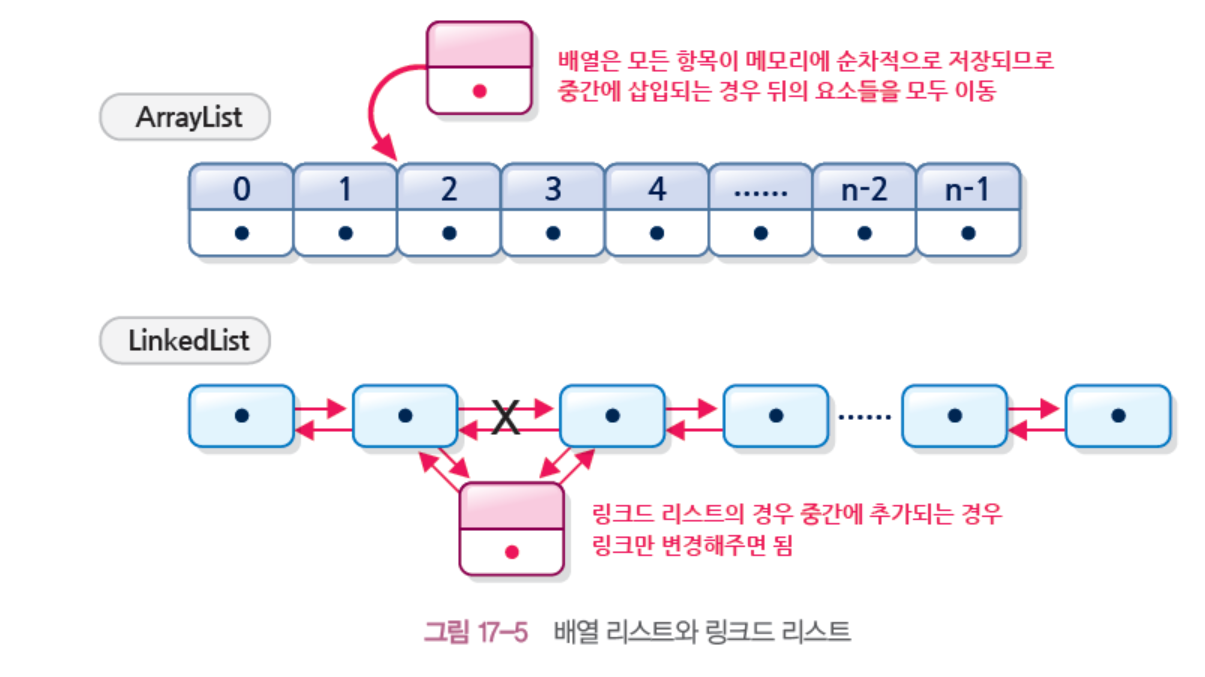 배열은 모든 항목이 메모리에 순차적으로 저장되므로
중간에 삽입되는 경우 뒤의 요소들을 모두 이동
ArrayList
0 1 2 3 4 ...... n-2 n-1
LinkedList
X
......
링크드 리스트의 경우 중간에 추가되는 경우
링크만 변경해주면 됨
그림 17-5 배열 리스트와 링크드 리스트